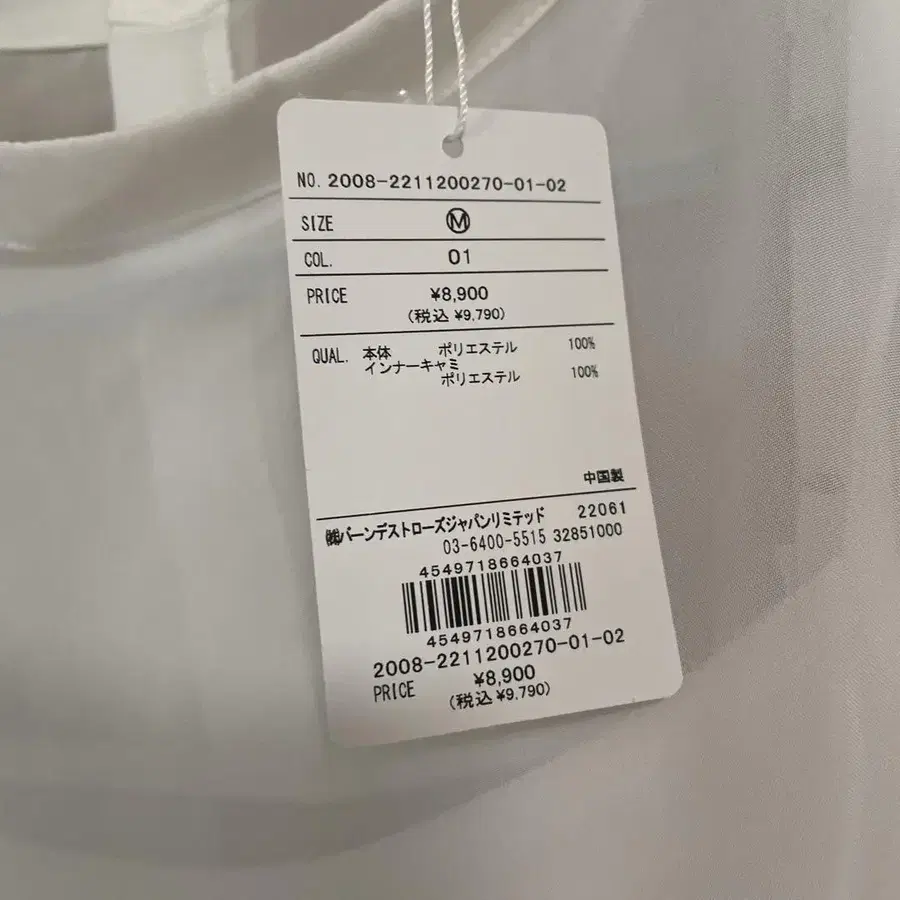 NO. 2008-2211200270-01-02
SIZE Ⓜ
COL. 01
PRICE ¥8,900
(税込 ¥9,790)
QUAL. 本体 ポリエステル 100%
インナーキャミ
ポリエステル 100%
中国製
㈱バーンデストローズジャパンリミテッド 22061
03-6400-5515 32851000
4549718664037
4549718664037
2008-2211200270-01-02
PRICE ¥8,900
(税込 ¥9,790)